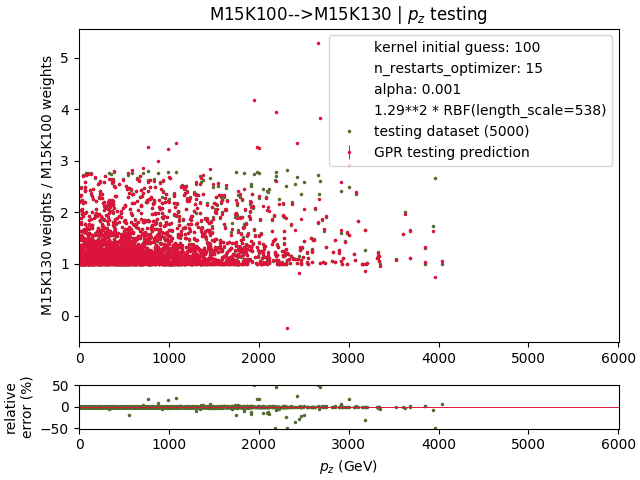 M15K100-->M15K130 | p_z testing
M15K130 weights / M15K100 weights
5
4
3
2
1
0
kernel initial guess: 100
n_restarts_optimizer: 15
alpha: 0.001
1.29**2 * RBF(length_scale=538)
testing dataset (5000)
GPR testing prediction
0 1000 2000 3000 4000 5000 6000
relative
error (%)
50
0
−50
0 1000 2000 3000 4000 5000 6000
p_z (GeV)